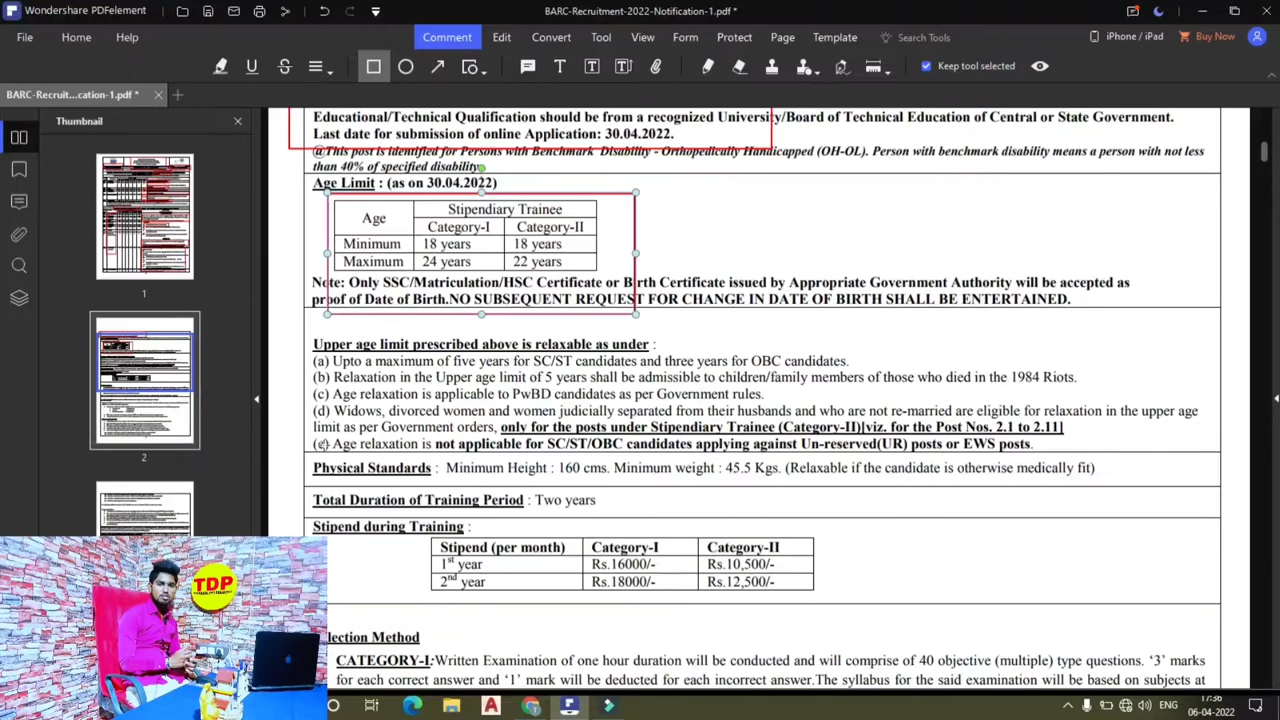 Wondershare PDFelement
BARC-Recruitment-2022-Notification-1.pdf *
File Home Help
Comment Edit Convert Tool View Form Protect Page Template Search Tools
iPhone / iPad Buy Now
Keep tool selected
BARC-Recruit...cation-1.pdf *
Thumbnail
1
2
Educational/Technical Qualification should be from a recognized University/Board of Technical Education of Central or State Government.
Last date for submission of online Application: 30.04.2022.
@This post is identified for Persons with Benchmark Disability - Orthopedically Handicapped (OH-OL). Person with benchmark disability means a person with not less
than 40% of specified disability.
Age Limit : (as on 30.04.2022)
Age Stipendiary Trainee
Category-I Category-II
Minimum 18 years 18 years
Maximum 24 years 22 years
Note: Only SSC/Matriculation/HSC Certificate or Birth Certificate issued by Appropriate Government Authority will be accepted as
proof of Date of Birth.NO SUBSEQUENT REQUEST FOR CHANGE IN DATE OF BIRTH SHALL BE ENTERTAINED.
Upper age limit prescribed above is relaxable as under :
(a) Upto a maximum of five years for SC/ST candidates and three years for OBC candidates.
(b) Relaxation in the Upper age limit of 5 years shall be admissible to children/family members of those who died in the 1984 Riots.
(c) Age relaxation is applicable to PwBD candidates as per Government rules.
(d) Widows, divorced women and women judicially separated from their husbands and who are not re-married are eligible for relaxation in the upper age
limit as per Government orders, only for the posts under Stipendiary Trainee (Category-II)[viz. for the Post Nos. 2.1 to 2.11]
(e) Age relaxation is not applicable for SC/ST/OBC candidates applying against Un-reserved(UR) posts or EWS posts.
Physical Standards : Minimum Height : 160 cms. Minimum weight : 45.5 Kgs. (Relaxable if the candidate is otherwise medically fit)
Total Duration of Training Period : Two years
Stipend during Training :
Stipend (per month) Category-I Category-II
1st year Rs.16000/- Rs.10,500/-
2nd year Rs.18000/- Rs.12,500/-
lection Method
CATEGORY-I:Written Examination of one hour duration will be conducted and will comprise of 40 objective (multiple) type questions. ‘3’ marks
for each correct answer and ‘1’ mark will be deducted for each incorrect answer.The syllabus for the said examination will be based on subjects at
TDP
ENG
17:36
06-04-2022